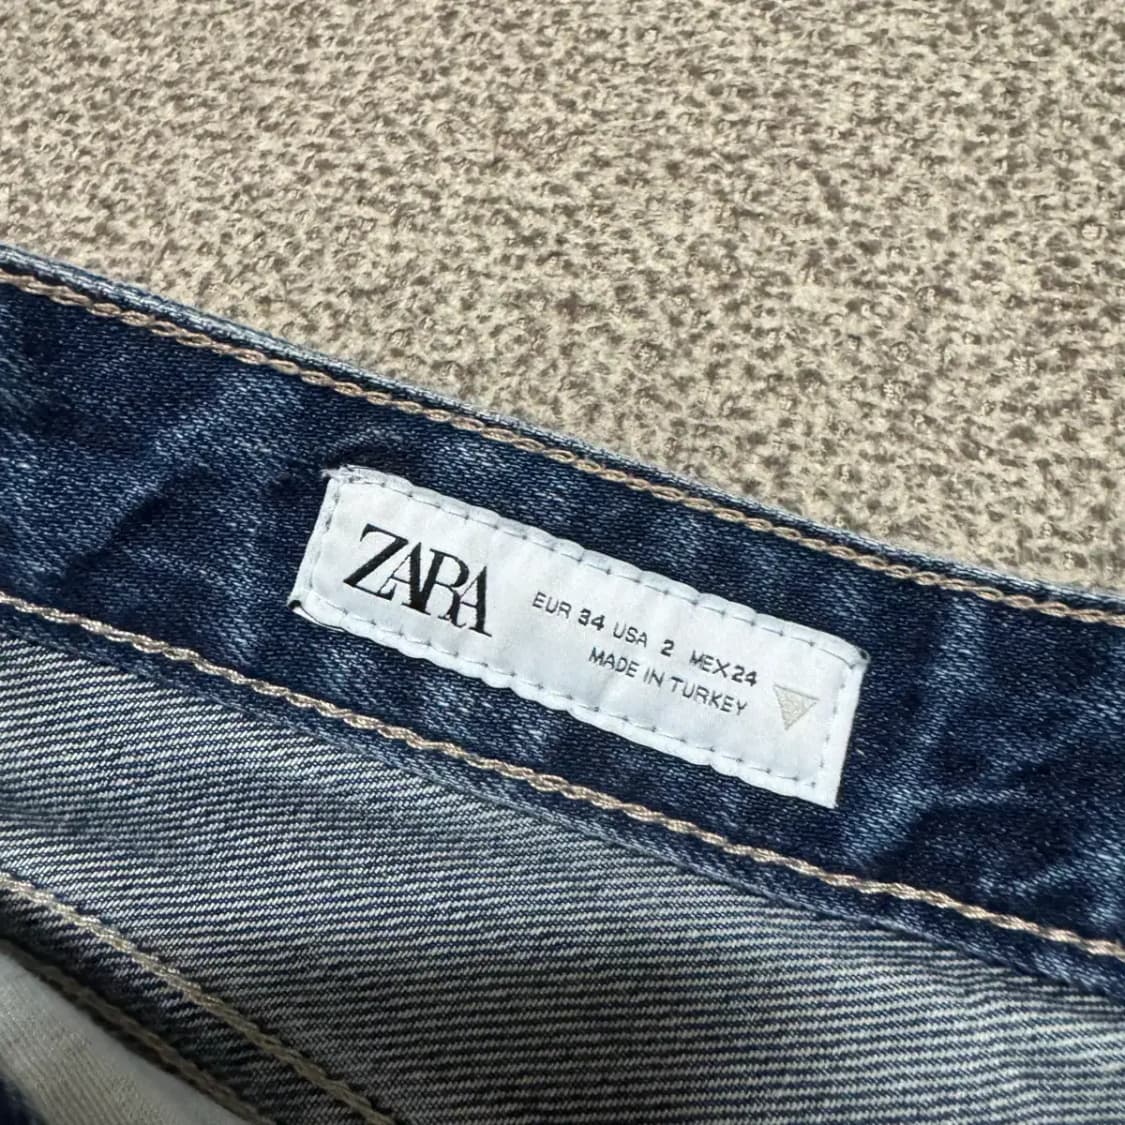 ZARA
EUR 34 USA 2 MEX 24
MADE IN TURKEY